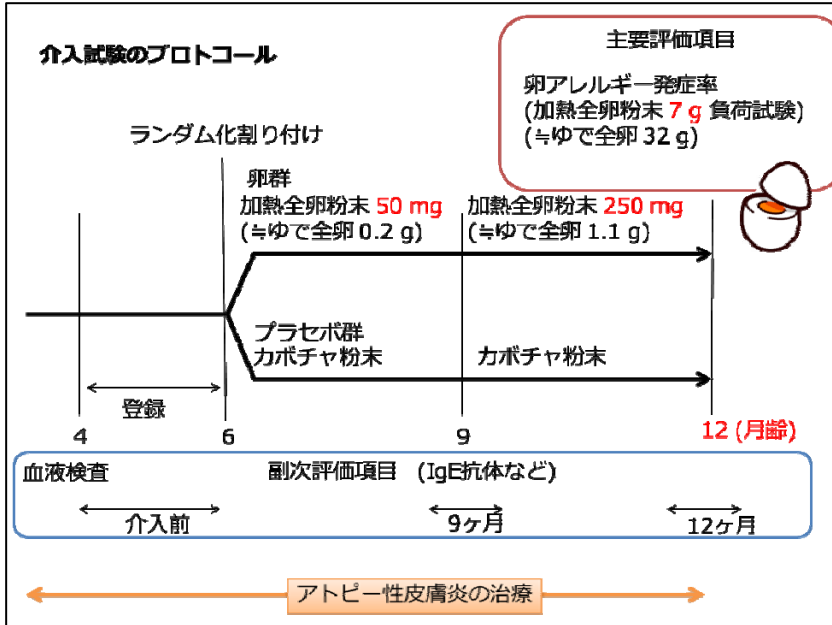 介入試験のプロトコール
主要評価項目
卵アレルギー発症率
(加熱全卵粉末 7 g 負荷試験)
(≒ゆで全卵 32 g)
ランダム化割り付け
卵群
加熱全卵粉末 50 mg
(≒ゆで全卵 0.2 g)
加熱全卵粉末 250 mg
(≒ゆで全卵 1.1 g)
プラセボ群
カボチャ粉末
カボチャ粉末
登録
4
6
9
12 (月齢)
血液検査
副次評価項目 (IgE抗体など)
介入前
9ヶ月
12ヶ月
アトピー性皮膚炎の治療